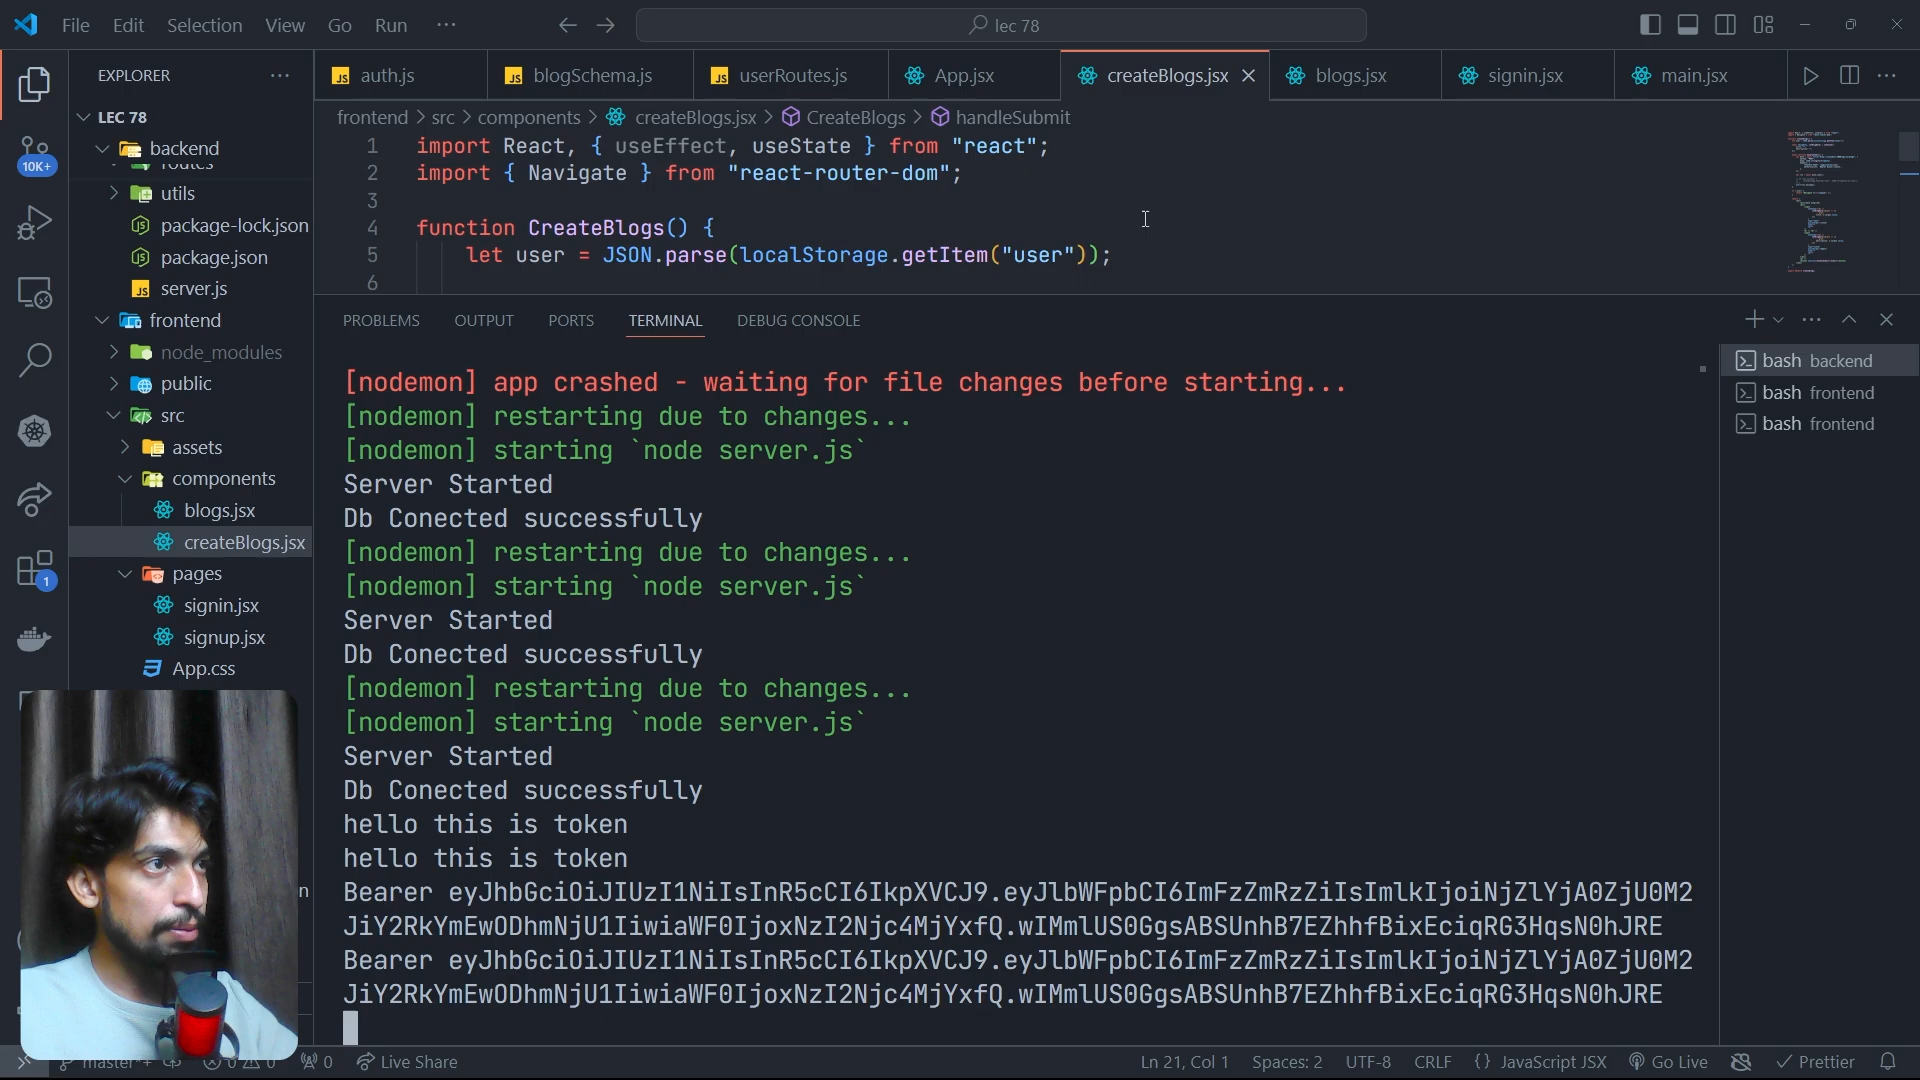 File Edit Selection View Go Run ···
lec 78
EXPLORER ···
auth.js
blogSchema.js
userRoutes.js
App.jsx
createBlogs.jsx
blogs.jsx
signin.jsx
main.jsx
LEC 78
backend
routes
utils
package-lock.json
package.json
server.js
frontend
node_modules
public
src
assets
components
blogs.jsx
createBlogs.jsx
pages
signin.jsx
signup.jsx
App.css
10K+
1
frontend > src > components > createBlogs.jsx > CreateBlogs > handleSubmit
1 import React, { useEffect, useState } from "react";
2 import { Navigate } from "react-router-dom";
3
4 function CreateBlogs() {
5 let user = JSON.parse(localStorage.getItem("user"));
6
PROBLEMS OUTPUT PORTS TERMINAL DEBUG CONSOLE
[nodemon] app crashed - waiting for file changes before starting...
[nodemon] restarting due to changes...
[nodemon] starting `node server.js`
Server Started
Db Conected successfully
[nodemon] restarting due to changes...
[nodemon] starting `node server.js`
Server Started
Db Conected successfully
[nodemon] restarting due to changes...
[nodemon] starting `node server.js`
Server Started
Db Conected successfully
hello this is token
hello this is token
Bearer eyJhbGciOiJIUzI1NiIsInR5cCI6IkpXVCJ9.eyJlbWFpbCI6ImFzZmRzZiIsImlkIjoiNjZlYjA0ZjU0M2
JiY2RkYmEwODhmNjU1IiwiaWF0IjoxNzI2Njc4MjYxfQ.wIMmlUS0GgsABSUnhB7EZhhfBixEciqRG3HqsN0hJRE
Bearer eyJhbGciOiJIUzI1NiIsInR5cCI6IkpXVCJ9.eyJlbWFpbCI6ImFzZmRzZiIsImlkIjoiNjZlYjA0ZjU0M2
JiY2RkYmEwODhmNjU1IiwiaWF0IjoxNzI2Njc4MjYxfQ.wIMmlUS0GgsABSUnhB7EZhhfBixEciqRG3HqsN0hJRE
bash backend
bash frontend
bash frontend
n
master*+ 0 0 0 Live Share
Ln 21, Col 1 Spaces: 2 UTF-8 CRLF {} JavaScript JSX Go Live Prettier